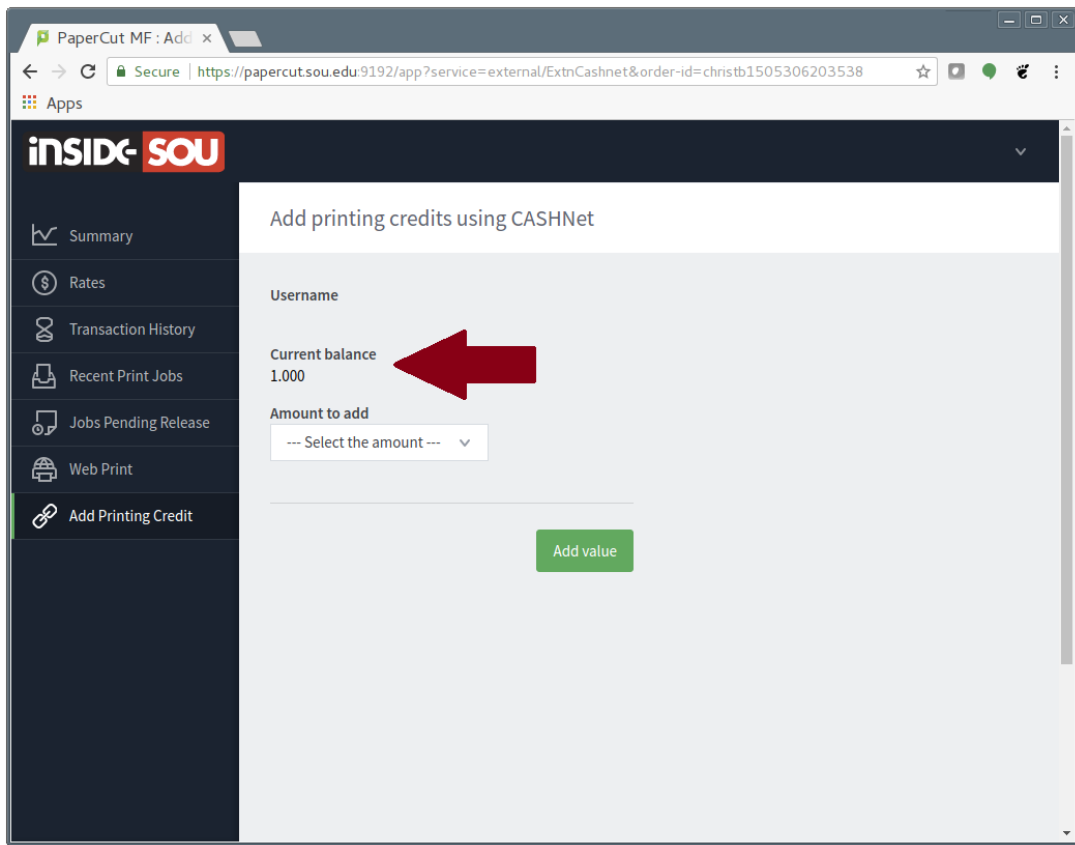 PaperCut MF : Add
Secure https://papercut.sou.edu:9192/app?service=external/ExtnCashnet&order-id=christb1505306203538
Apps
inSIDE SOU
Add printing credits using CASHNet
Summary
Rates
Transaction History
Recent Print Jobs
Jobs Pending Release
Web Print
Add Printing Credit
Username
Current balance
1.000
Amount to add
--- Select the amount ---
Add value